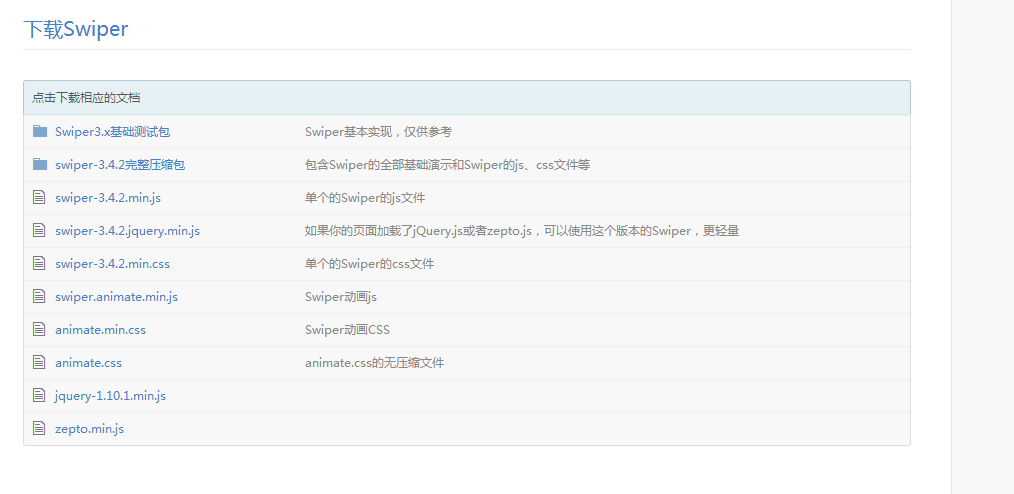 下载Swiper
点击下载相应的文档
Swiper3.x基础测试包 Swiper基本实现，仅供参考
swiper-3.4.2完整压缩包 包含Swiper的全部基础演示和Swiper的js、css文件等
swiper-3.4.2.min.js 单个的Swiper的js文件
swiper-3.4.2.jquery.min.js 如果你的页面加载了jQuery.js或者zepto.js，可以使用这个版本的Swiper，更轻量
swiper-3.4.2.min.css 单个的Swiper的css文件
swiper.animate.min.js Swiper动画js
animate.min.css Swiper动画CSS
animate.css animate.css的无压缩文件
jquery-1.10.1.min.js
zepto.min.js